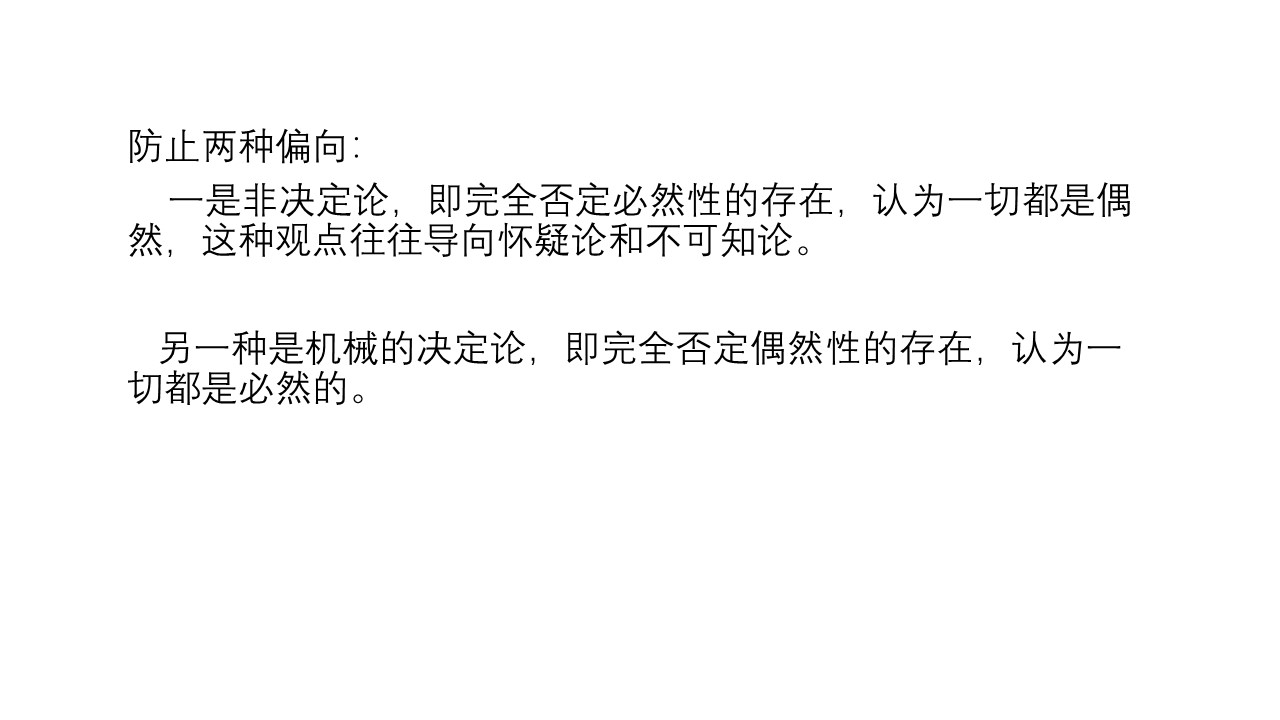 防止两种偏向：
一是非决定论，即完全否定必然性的存在，认为一切都是偶
然，这种观点往往导向怀疑论和不可知论。
另一种是机械的决定论，即完全否定偶然性的存在，认为一
切都是必然的。